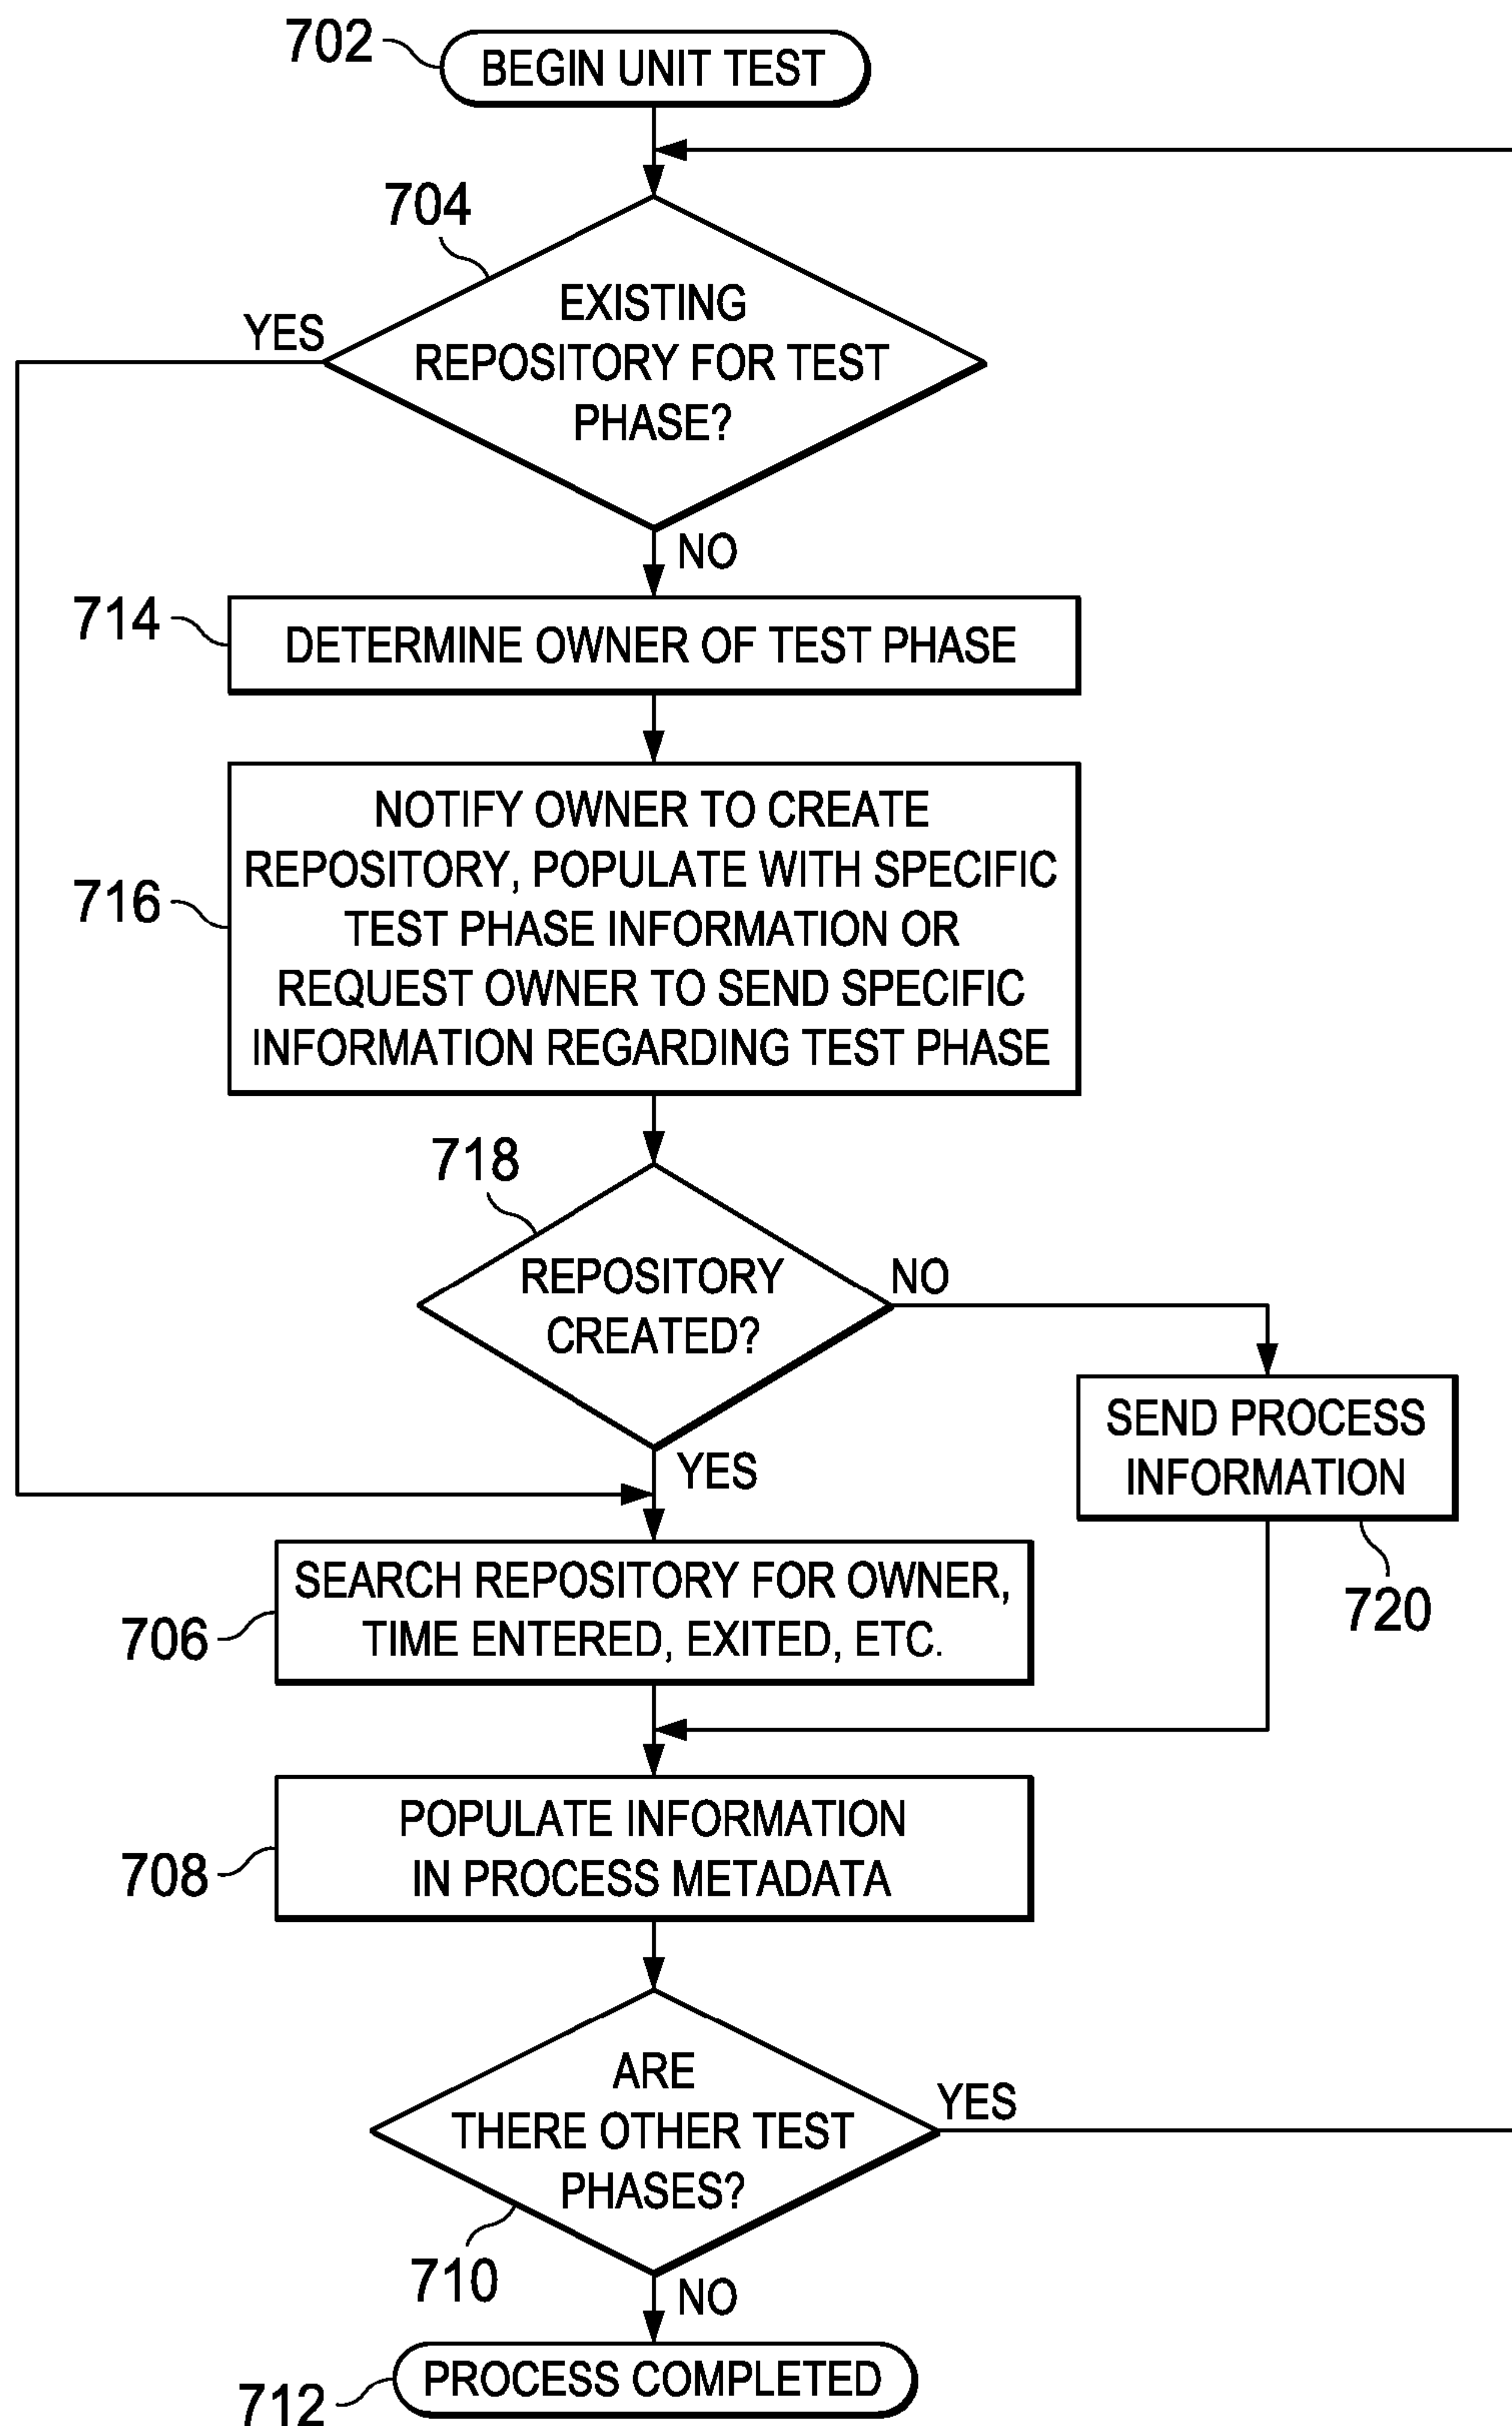 702
BEGIN UNIT TEST
704
EXISTING
REPOSITORY FOR TEST
PHASE?
YES
NO
714
DETERMINE OWNER OF TEST PHASE
716
NOTIFY OWNER TO CREATE
REPOSITORY, POPULATE WITH SPECIFIC
TEST PHASE INFORMATION OR
REQUEST OWNER TO SEND SPECIFIC
INFORMATION REGARDING TEST PHASE
718
REPOSITORY
CREATED?
NO
YES
SEND PROCESS
INFORMATION
720
706
SEARCH REPOSITORY FOR OWNER,
TIME ENTERED, EXITED, ETC.
708
POPULATE INFORMATION
IN PROCESS METADATA
ARE
THERE OTHER TEST
PHASES?
YES
710
NO
712
PROCESS COMPLETED